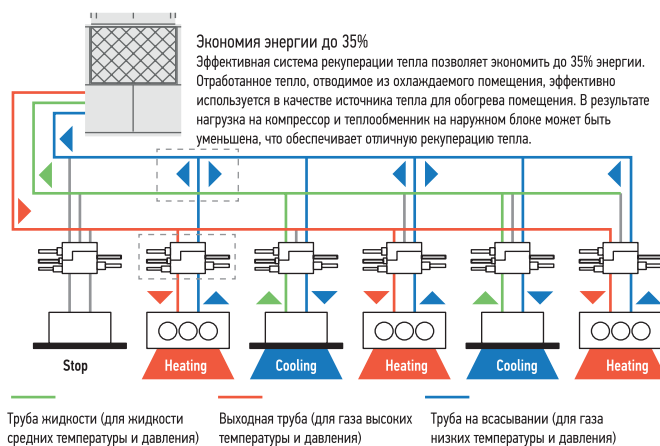 Экономия энергии до 35%
Эффективная система рекуперации тепла позволяет экономить до 35% энергии.
Отработанное тепло, отводимое из охлаждаемого помещения, эффективно
используется в качестве источника тепла для обогрева помещения. В результате
нагрузка на компрессор и теплообменник на наружном блоке может быть
уменьшена, что обеспечивает отличную рекуперацию тепла.
Stop
Heating
Cooling
Heating
Cooling
Heating
Труба жидкости (для жидкости
средних температуры и давления)
Выходная труба (для газа высоких
температуры и давления)
Труба на всасывании (для газа
низких температуры и давления)